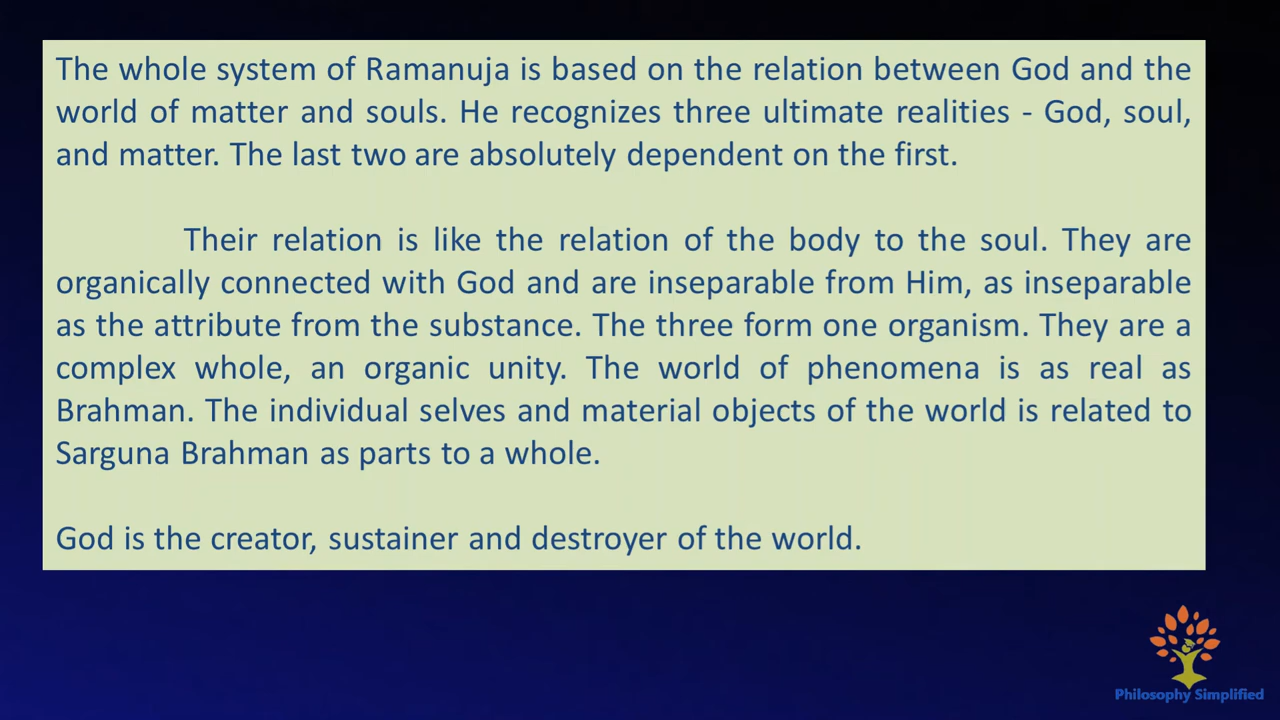 The whole system of Ramanuja is based on the relation between God and the
world of matter and souls. He recognizes three ultimate realities - God, soul,
and matter. The last two are absolutely dependent on the first.
Their relation is like the relation of the body to the soul. They are
organically connected with God and are inseparable from Him, as inseparable
as the attribute from the substance. The three form one organism. They are a
complex whole, an organic unity. The world of phenomena is as real as
Brahman. The individual selves and material objects of the world is related to
Sarguna Brahman as parts to a whole.
God is the creator, sustainer and destroyer of the world.
Philosophy Simplified